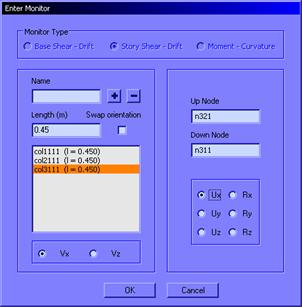 Enter Monitor
Monitor Type
Base Shear - Drift
Story Shear - Drift
Moment - Curvature
Name
Length (m)
Swap orientation
0.45
col1111 (l = 0.450)
col2111 (l = 0.450)
col3111 (l = 0.450)
Vx
Vz
Up Node
n321
Down Node
n311
Ux
Rx
Uy
Ry
Uz
Rz
OK
Cancel